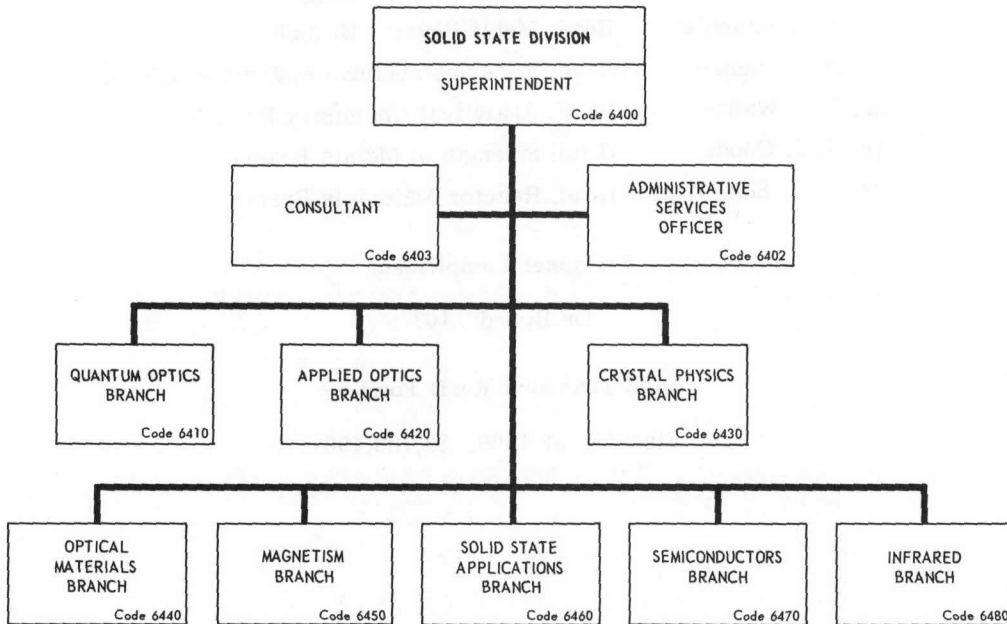 SOLID STATE DIVISION
SUPERINTENDENT
Code 6400
CONSULTANT
Code 6403
ADMINISTRATIVE
SERVICES
OFFICER
Code 6402
QUANTUM OPTICS
BRANCH
Code 6410
APPLIED OPTICS
BRANCH
Code 6420
CRYSTAL PHYSICS
BRANCH
Code 6430
OPTICAL
MATERIALS
BRANCH
Code 6440
MAGNETISM
BRANCH
Code 6450
SOLID STATE
APPLICATIONS
BRANCH
Code 6460
SEMICONDUCTORS
BRANCH
Code 6470
INFRARED
BRANCH
Code 6480